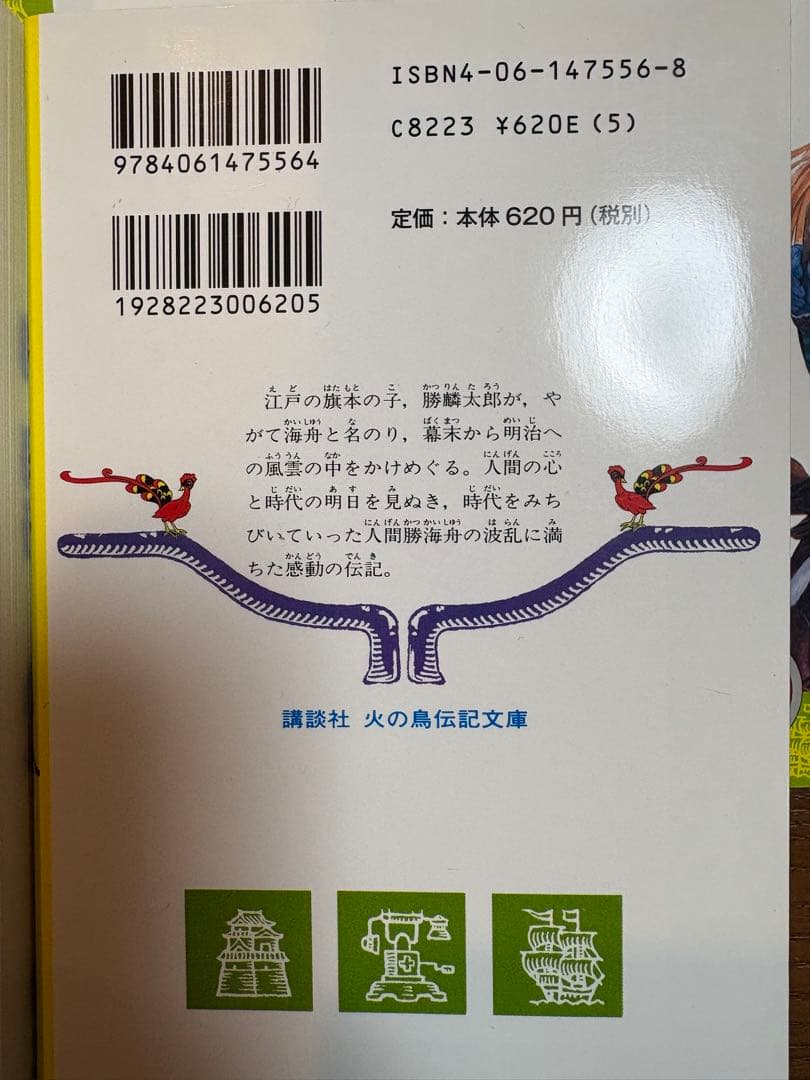 ISBN4-06-147556-8
C8223 ¥620E (5)
9784061475564
定価：本体620円（税別）
1928223006205
江戸の旗本の子，勝麟太郎が，や
がて海舟と名のり，幕末から明治へ
の風雲の中をかけめぐる。人間の心
と時代の明日を見ぬき，時代をみち
びいていった人間勝海舟の波乱に満
ちた感動の伝記。
講談社 火の鳥伝記文庫